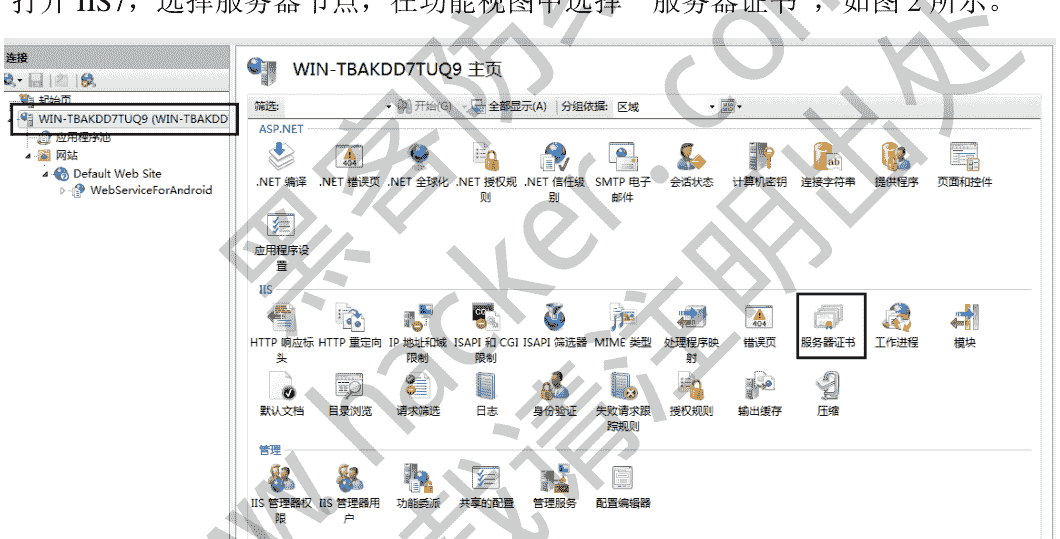 打开 IIS7，选择服务器节点，在功能视图中选择“服务器证书”，如图 2 所示。
连接
WIN-TBAKDD7TUQ9 主页
筛选: 开始(G) 全部显示(A) 分组依据: 区域
起始页
WIN-TBAKDD7TUQ9 (WIN-TBAKDD
应用程序池
网站
Default Web Site
WebServiceForAndroid
ASP.NET
.NET 编译 .NET 错误页 .NET 全球化 .NET 授权规 .NET 信任级 SMTP 电子 会话状态 计算机密钥 连接字符串 提供程序 页面和控件
则 别 邮件
应用程序设
置
IIS
HTTP 响应标 HTTP 重定向 IP 地址和域 ISAPI 和 CGI ISAPI 筛选器 MIME 类型 处理程序映 错误页 服务器证书 工作进程 模块
头 限制 限制 射
默认文档 目录浏览 请求筛选 日志 身份验证 失败请求跟 授权规则 输出缓存 压缩
踪规则
管理
IIS 管理器权 IIS 管理器用 功能委派 共享的配置 管理服务 配置编辑器
限 户
黑客防
www.hacker.co
载请注明出处